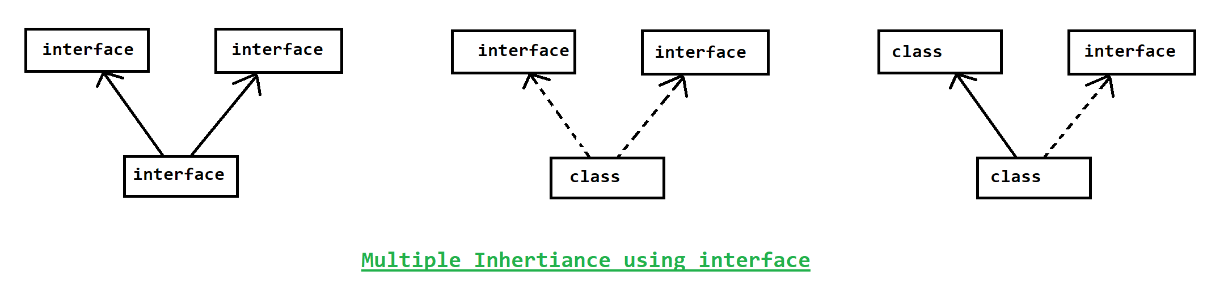 interface interface interface interface class interface
interface class class
Multiple Inhertiance using interface